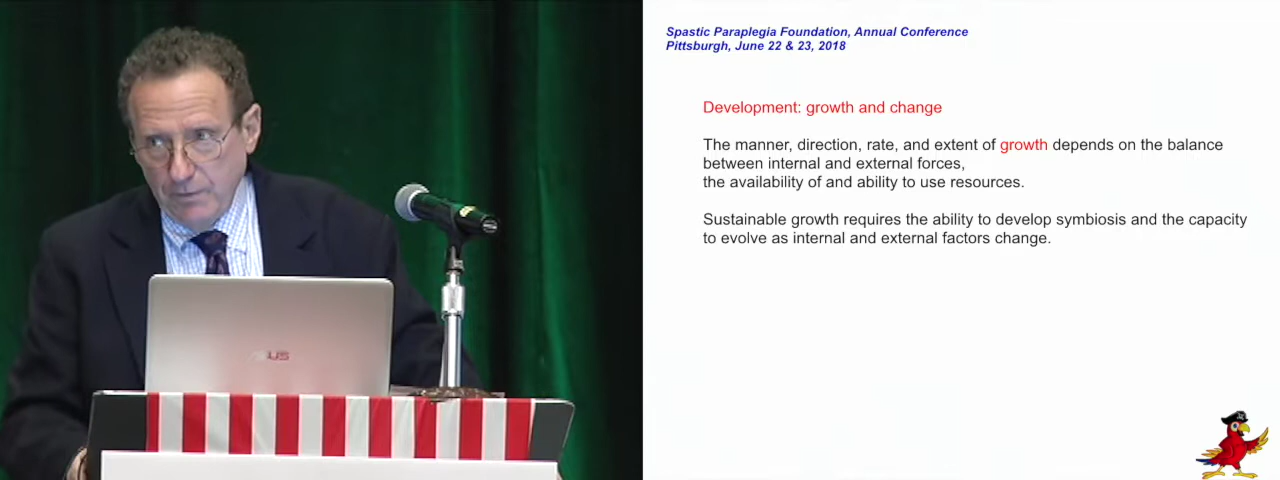 Spastic Paraplegia Foundation, Annual Conference
Pittsburgh, June 22 & 23, 2018
Development: growth and change
The manner, direction, rate, and extent of growth depends on the balance
between internal and external forces,
the availability of and ability to use resources.
Sustainable growth requires the ability to develop symbiosis and the capacity
to evolve as internal and external factors change.
ASUS